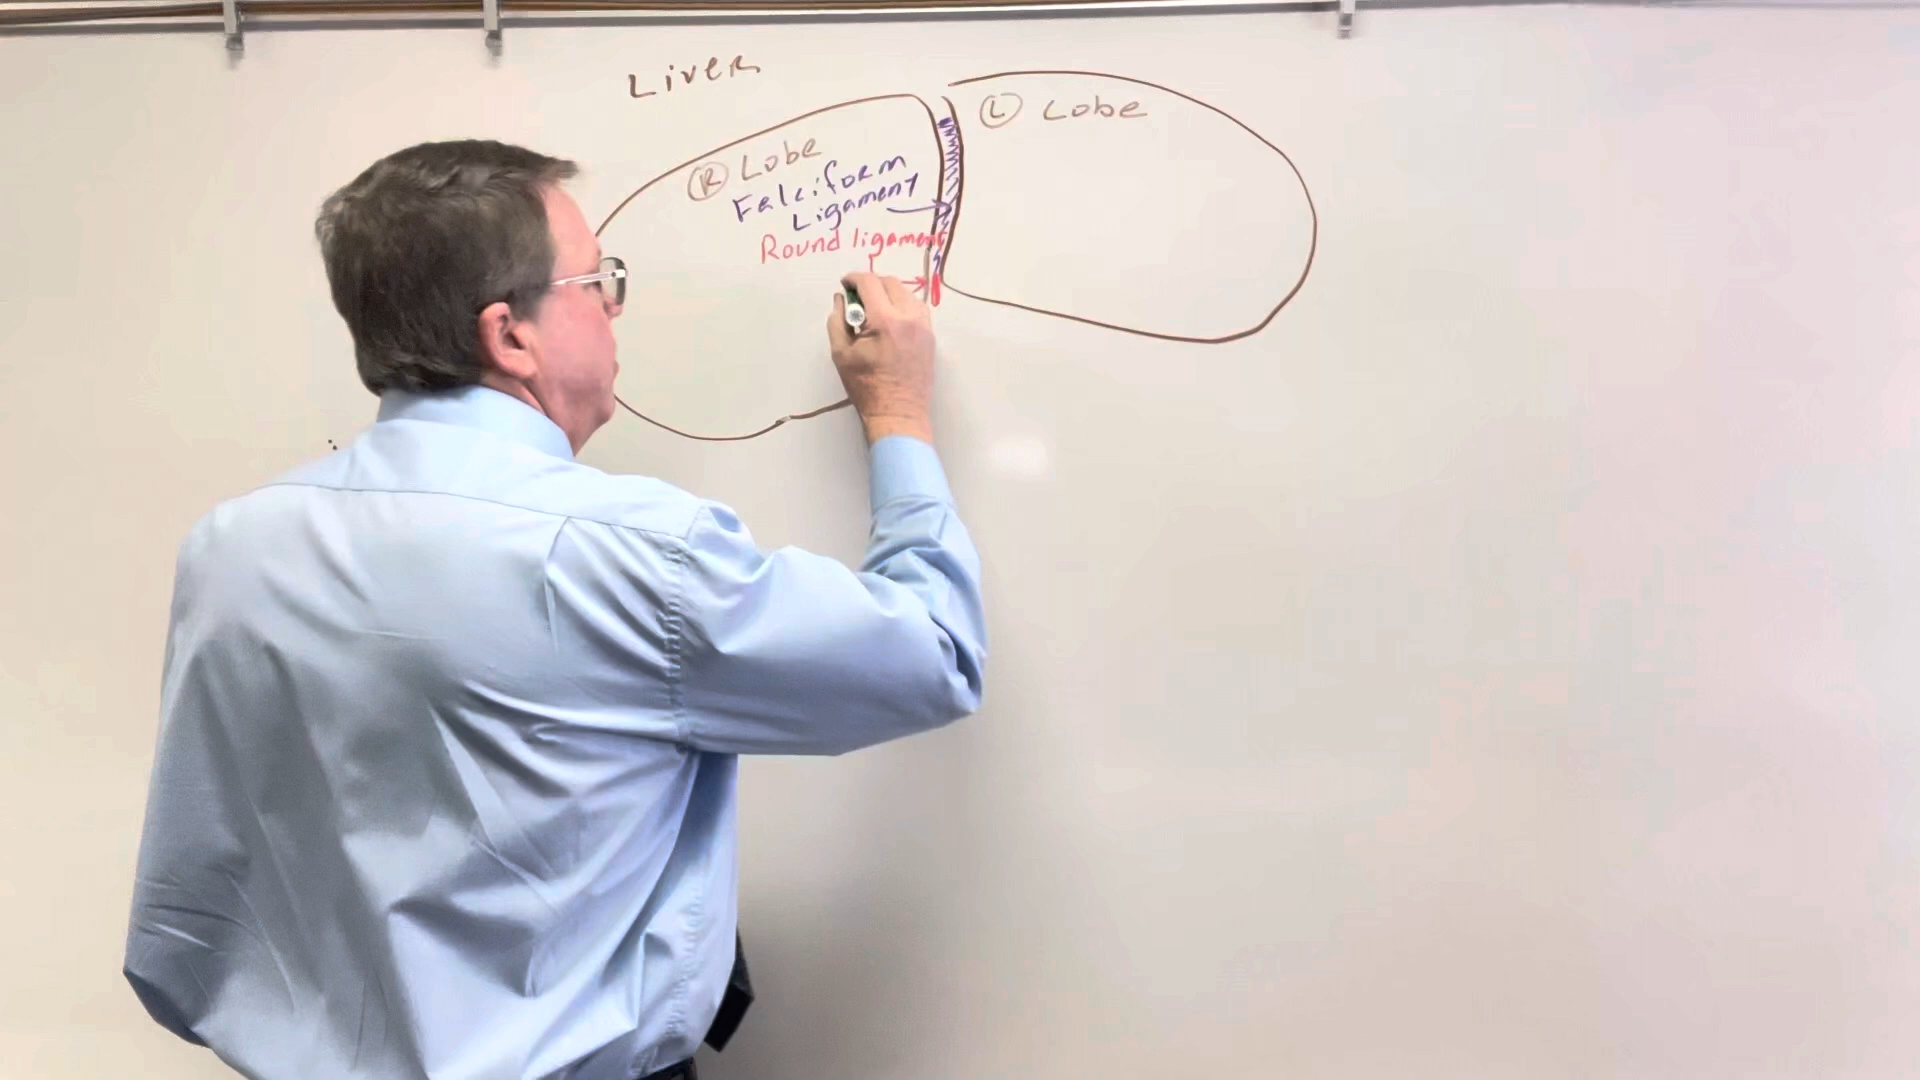 Liver
Ⓡ Lobe
Falciform
Ligament
Round ligament
Ⓛ Lobe